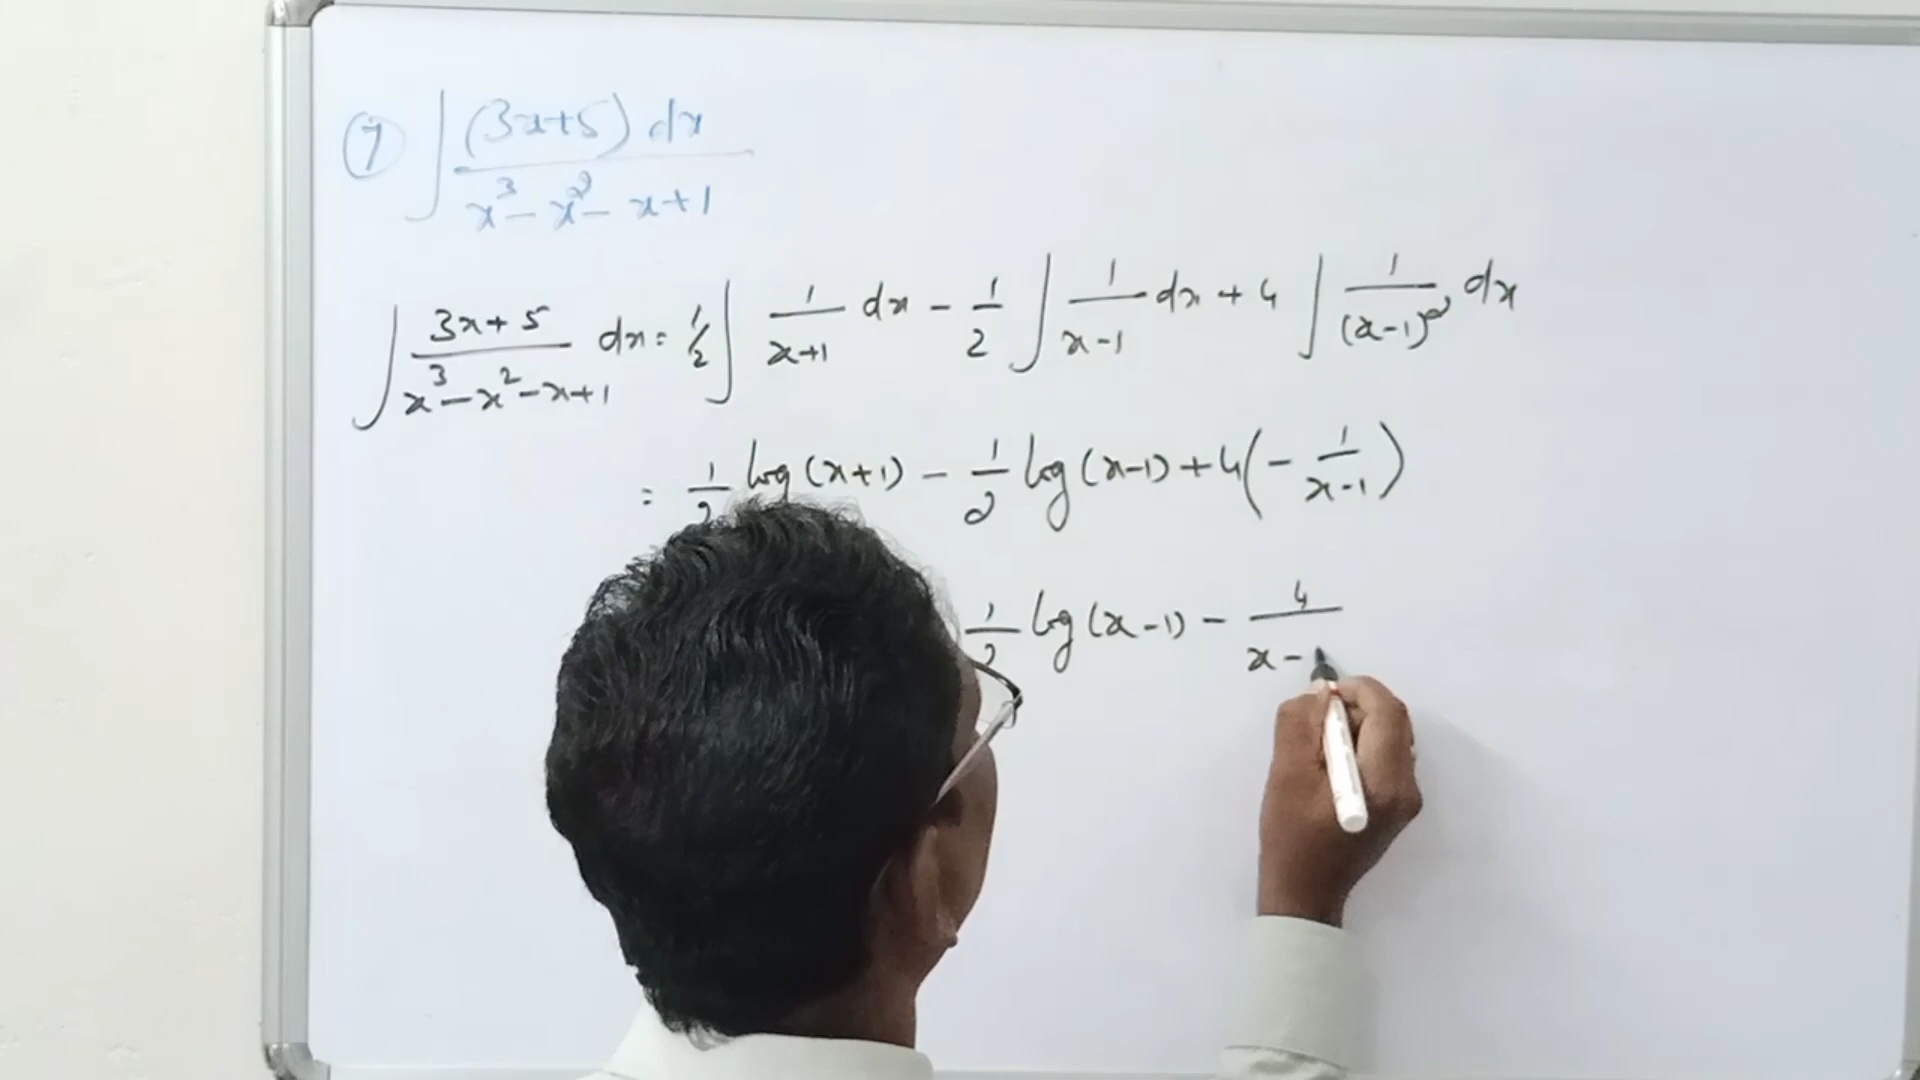 ⑦ ∫ (3x+5) dx / x³ - x² - x + 1
∫ 3x+5 / x³ - x² - x + 1 dx = 1/2 ∫ 1/x+1 dx - 1/2 ∫ 1/x-1 dx + 4 ∫ 1/(x-1)² dx
= 1/2 log (x+1) - 1/2 log (x-1) + 4 (- 1/x-1)
1/2 log (x-1) - 4/x-